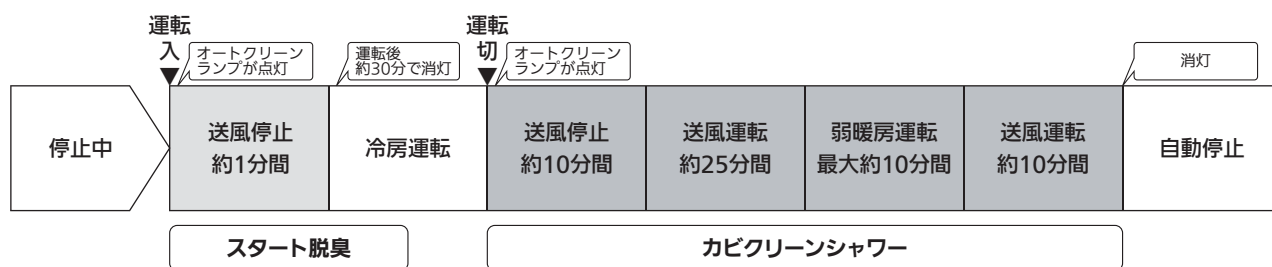 運転
入
オートクリーン
ランプが点灯
運転後
約30分で消灯
運転
切
オートクリーン
ランプが点灯
消灯
停止中
送風停止
約1分間
冷房運転
送風停止
約10分間
送風運転
約25分間
弱暖房運転
最大約10分間
送風運転
約10分間
自動停止
スタート脱臭
カビクリーンシャワー